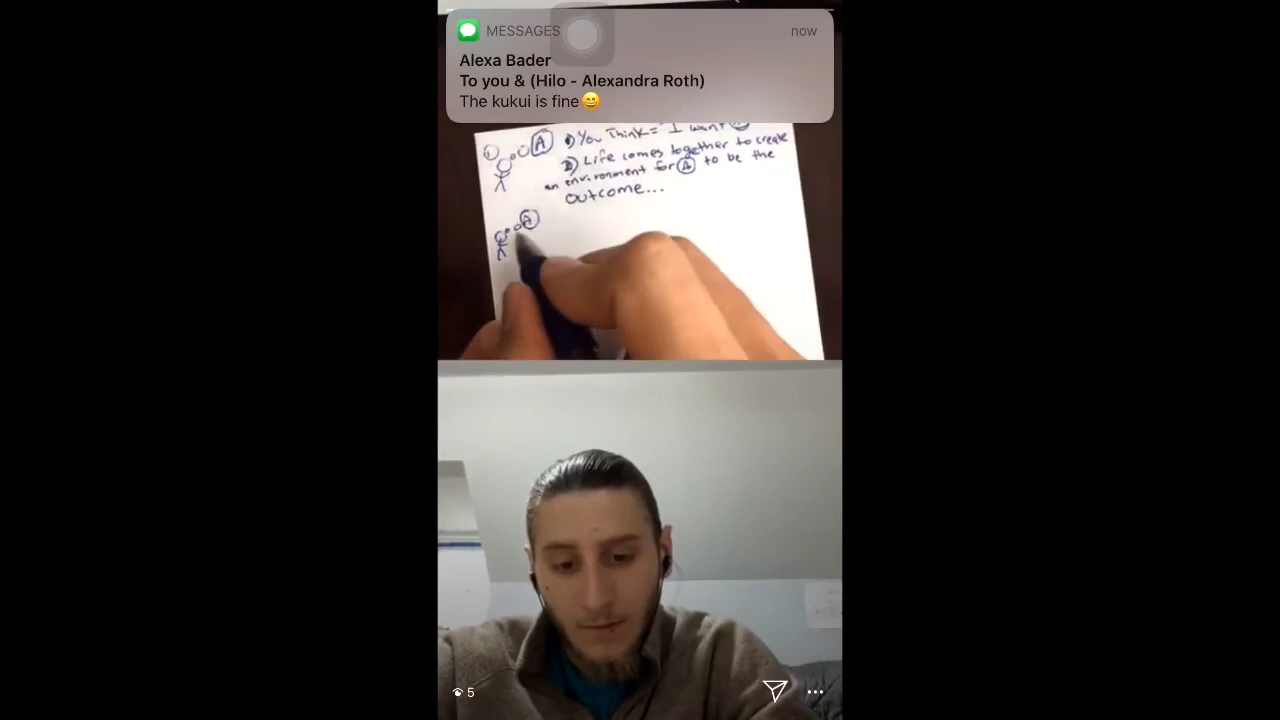 MESSAGES
now
Alexa Bader
To you & (Hilo - Alexandra Roth)
The kukui is fine😄
1 A 1) You Think = "I want
2) Life comes together to create
an environment for A to be the
outcome...
A
5